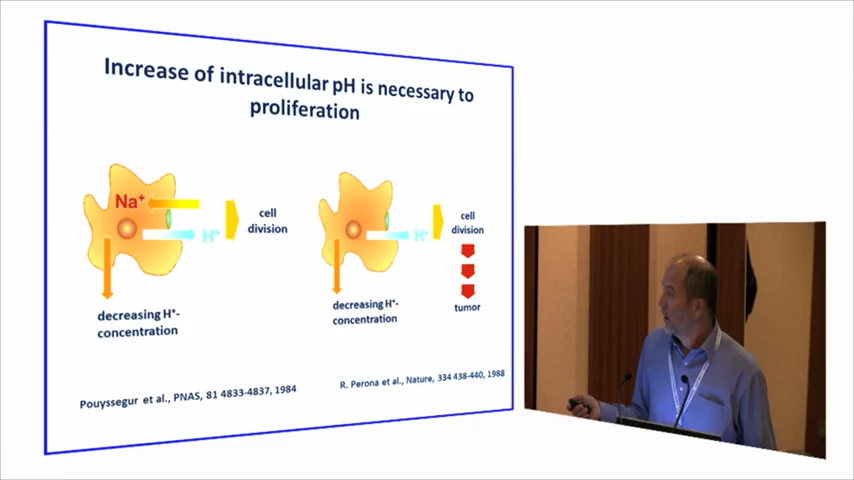 Increase of intracellular pH is necessary to
proliferation
Na+
H+
cell
division
decreasing H+-
concentration
H+
cell
division
tumor
decreasing H+-
concentration
Pouyssegur et al., PNAS, 81 4833-4837, 1984
R. Perona et al., Nature, 334 438-440, 1988